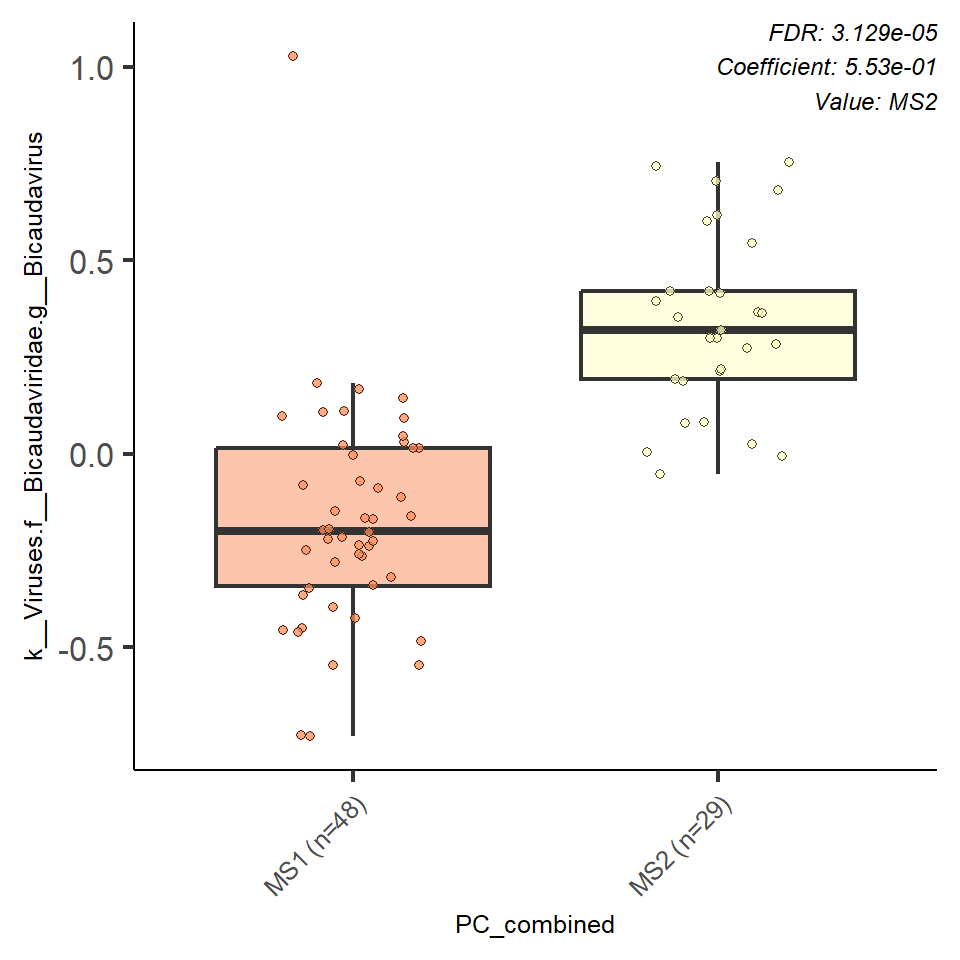 FDR: 3.129e-05
Coefficient: 5.53e-01
Value: MS2
k__Viruses.f__Bicaudaviridae.g__Bicaudavirus
1.0
0.5
0.0
-0.5
MS1 (n=48)
MS2 (n=29)
PC_combined